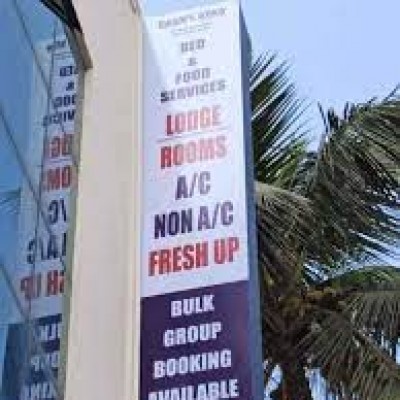 BED
&
FOOD
SERVICES
LODGE
ROOMS
A/C
NON A/C
FRESH UP
BULK
GROUP
BOOKING
AVAILABLE